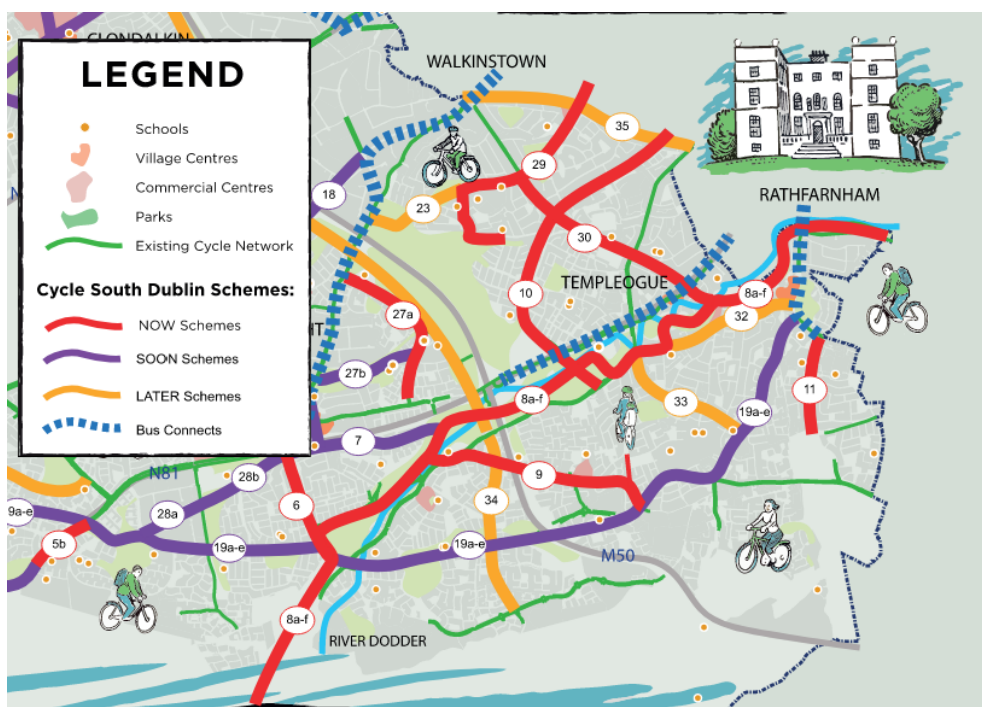 CLONDALKIN
WALKINSTOWN
RATHFARNHAM
TEMPLEOGUE
LEGEND
Schools
Village Centres
Commercial Centres
Parks
Existing Cycle Network
Cycle South Dublin Schemes:
NOW Schemes
SOON Schemes
LATER Schemes
Bus Connects
35
29
18
23
30
10
8a-f
32
27a
27b
8a-f
33
11
19a-e
7
N81
28b
9
6
34
9a-e
28a
5b
19a-e
19a-e
M50
8a-f
RIVER DODDER